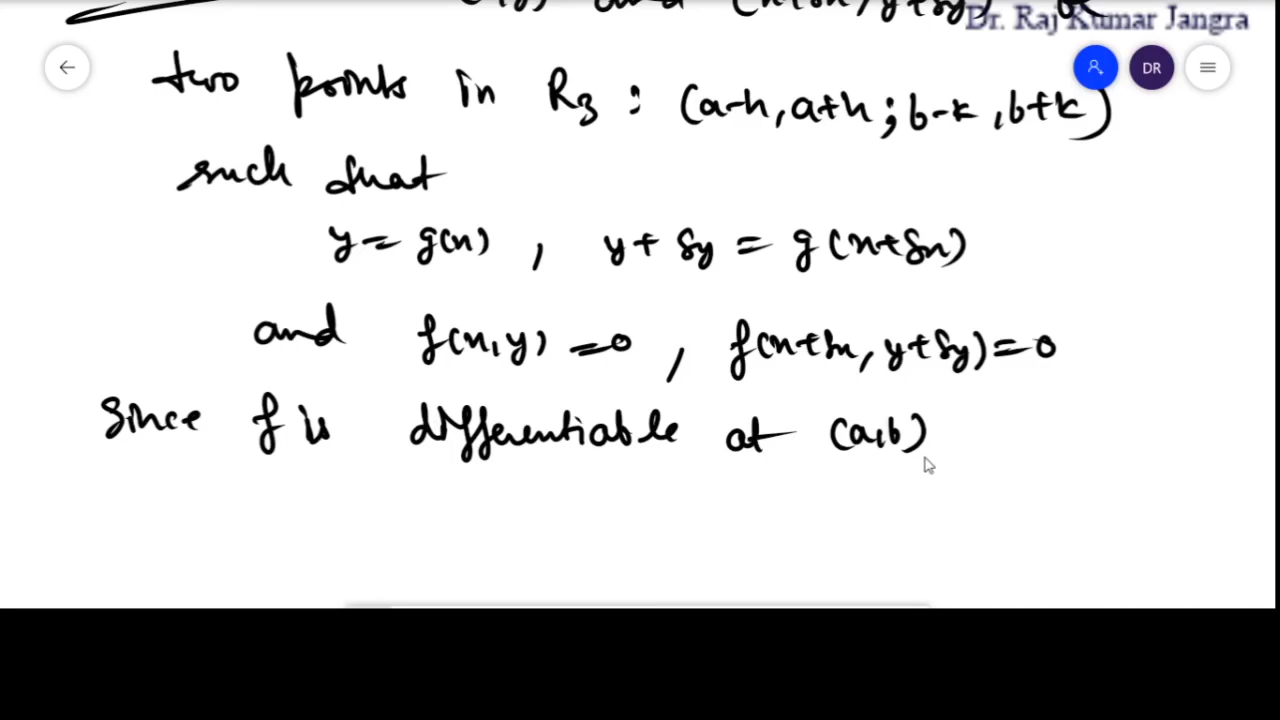 Dr. Raj Kumar Jangra
DR
two points in R₃ : (a-h, a+h ; b-k, b+k)
such that
y = g(x) , y + δy = g(x+δx)
and f(x,y) = 0 , f(x+δx, y+δy) = 0
Since f is differentiable at (a,b)